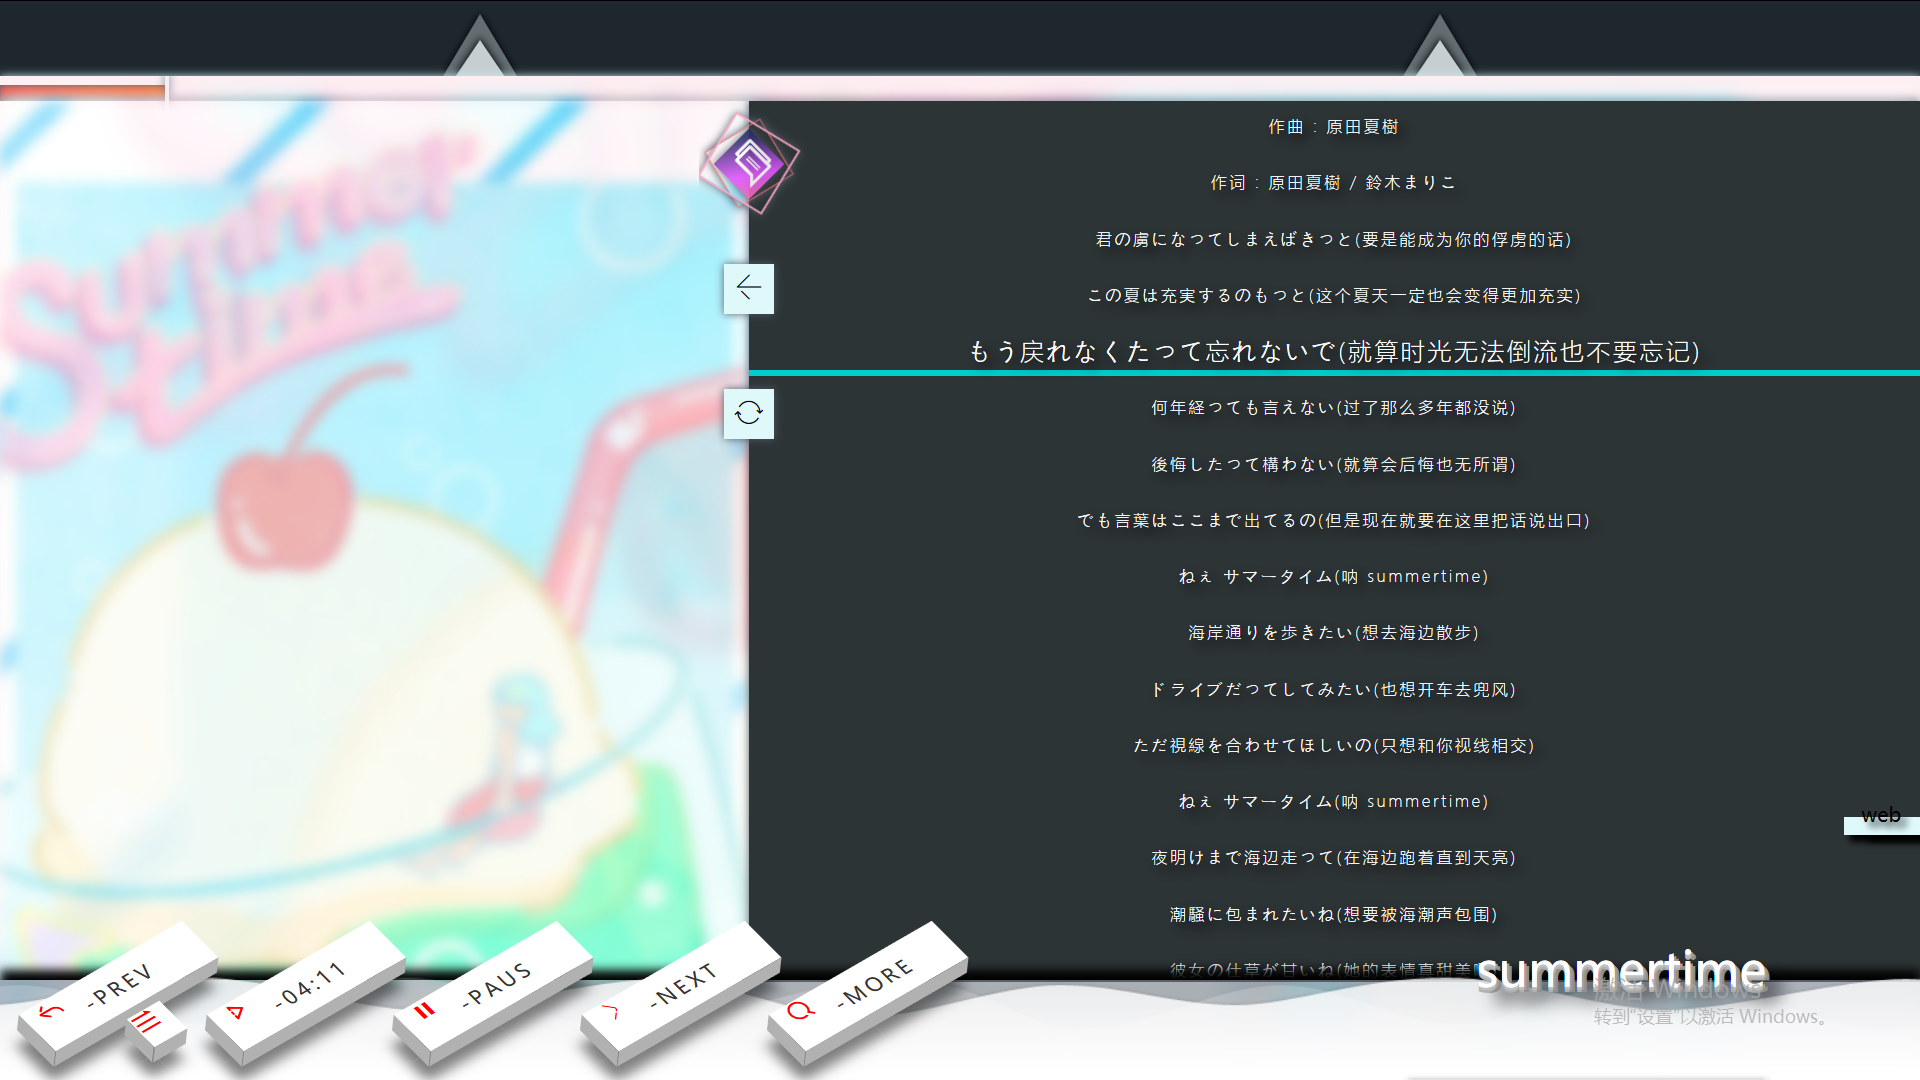 Summer
time
作曲 : 原田夏樹
作词 : 原田夏樹 / 鈴木まりこ
君の虜になってしまえばきっと(要是能成为你的俘虏的话)
この夏は充実するのもっと(这个夏天一定也会变得更加充实)
もう戻れなくたって忘れないで(就算时光无法倒流也不要忘记)
何年経っても言えない(过了那么多年都没说)
後悔したって構わない(就算会后悔也无所谓)
でも言葉はここまで出てるの(但是现在就要在这里把话说出口)
ねぇ サマータイム(呐 summertime)
海岸通りを歩きたい(想去海边散步)
ドライブだってしてみたい(也想开车去兜风)
ただ視線を合わせてほしいの(只想和你视线相交)
ねぇ サマータイム(呐 summertime)
web
夜明けまで海辺走って(在海边跑着直到天亮)
潮騒に包まれたいね(想要被海潮声包围)
彼女の仕草が甘いね(她的表情真甜美
summertime
激活 Windows
转到"设置"以激活 Windows。
-PREV
-04:11
-PAUS
-NEXT
-MORE